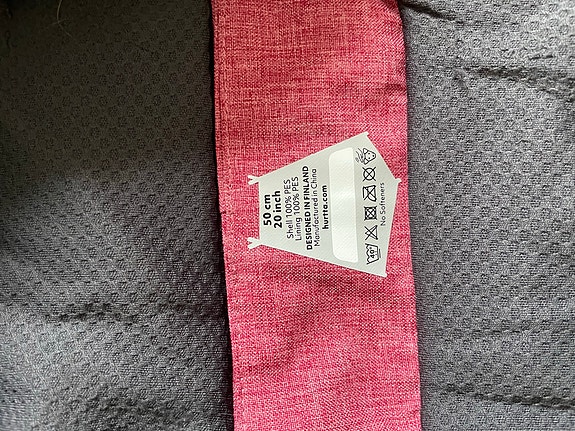 50 cm
20 inch
Shell 100% PES
Lining 100% PES
DESIGNED IN FINLAND
Manufactured in China
hurtta.com
40
No Softeners